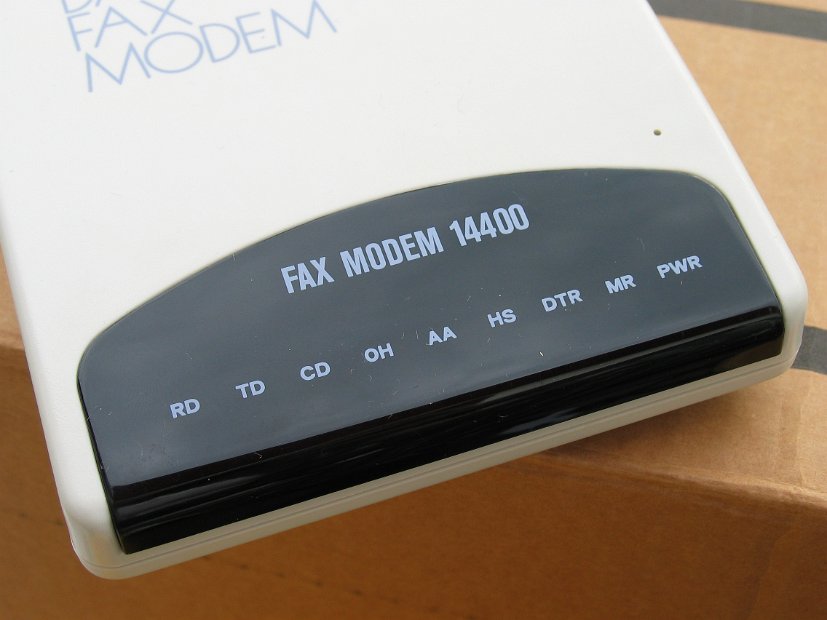 FAX
MODEM
FAX MODEM 14400
RD TD CD OH AA HS DTR MR PWR